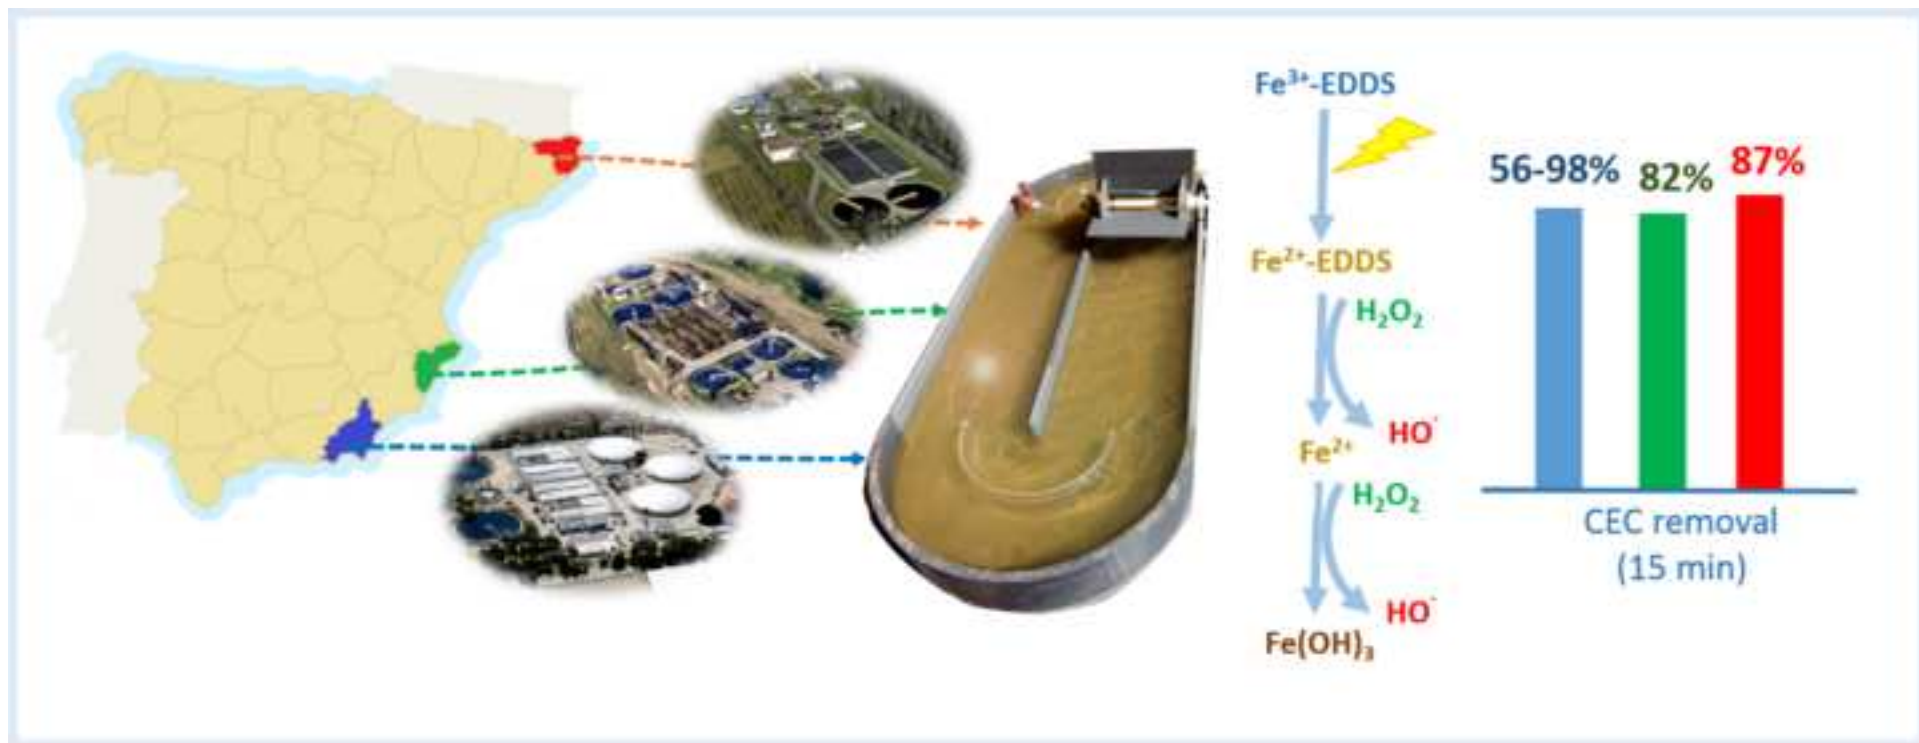 Fe³⁺-EDDS
Fe²⁺-EDDS
H₂O₂
HO˙
Fe²⁺
H₂O₂
HO˙
Fe(OH)₃
56-98%
82%
87%
CEC removal
(15 min)